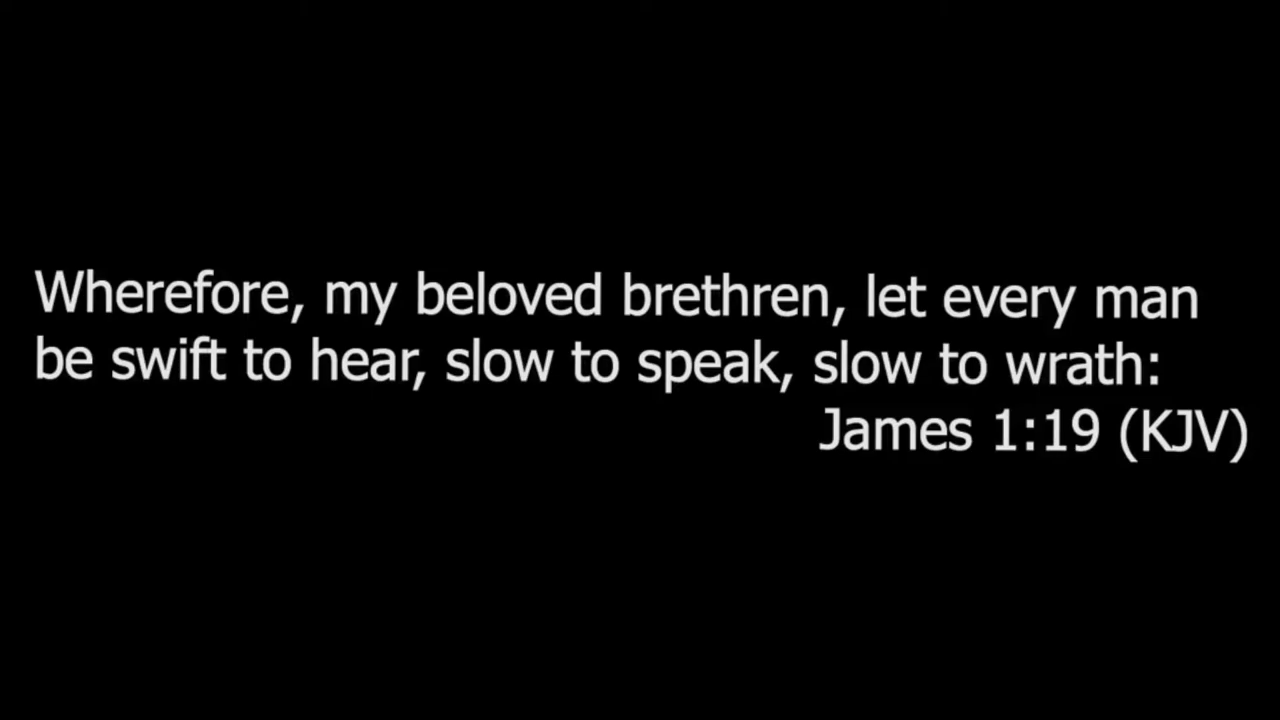 Wherefore, my beloved brethren, let every man
be swift to hear, slow to speak, slow to wrath:
James 1:19 (KJV)